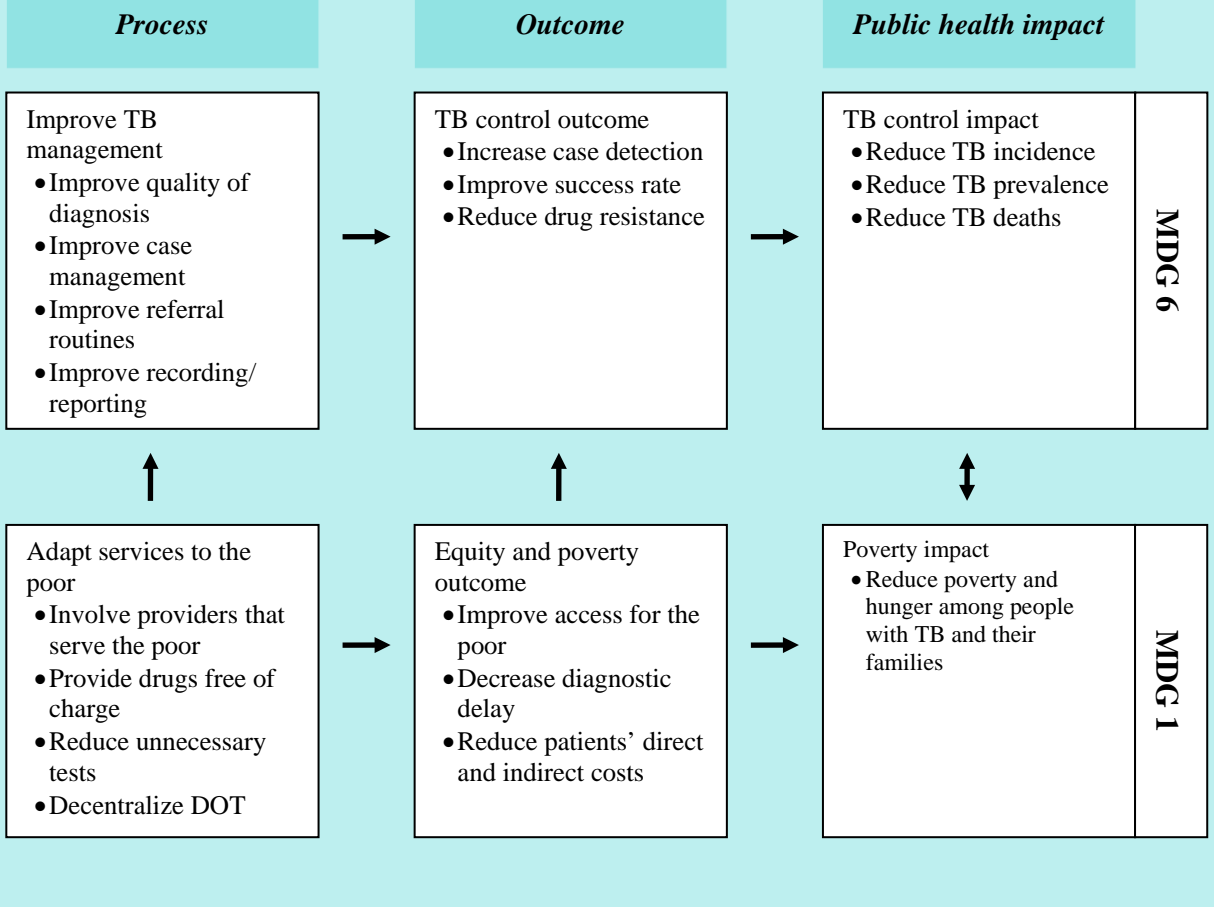 Process
Outcome
Public health impact
Improve TB
management
•Improve quality of
diagnosis
•Improve case
management
•Improve referral
routines
•Improve recording/
reporting
TB control outcome
•Increase case detection
•Improve success rate
•Reduce drug resistance
TB control impact
•Reduce TB incidence
•Reduce TB prevalence
•Reduce TB deaths
MDG 6
Adapt services to the
poor
•Involve providers that
serve the poor
•Provide drugs free of
charge
•Reduce unnecessary
tests
•Decentralize DOT
Equity and poverty
outcome
•Improve access for the
poor
•Decrease diagnostic
delay
•Reduce patients’ direct
and indirect costs
Poverty impact
•Reduce poverty and
hunger among people
with TB and their
families
MDG 1